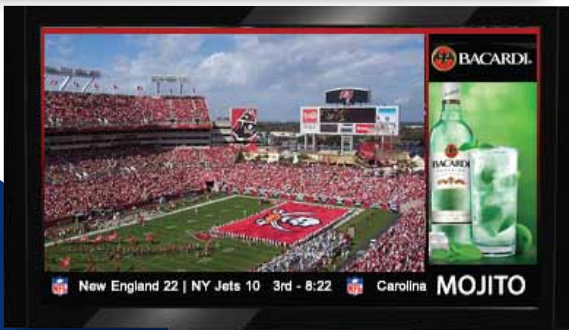 BACARDI
BACARDI
New England 22 | NY Jets 10 3rd - 8:22
Carolina
MOJITO